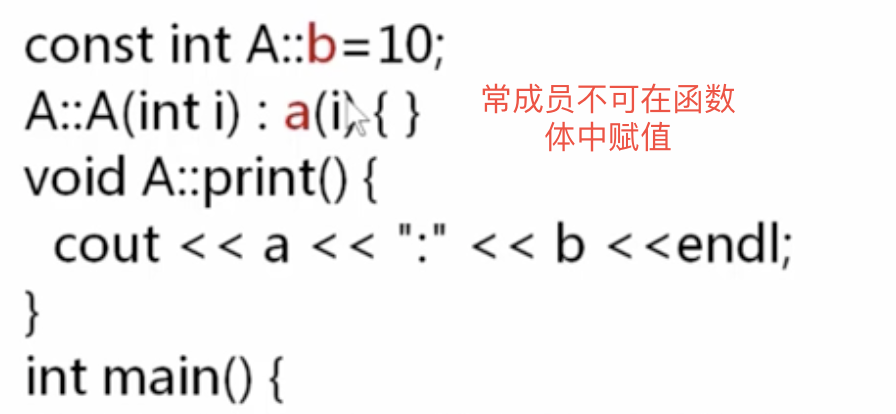 const int A::b=10;
A::A(int i) : a(i) { }
常成员不可在函数
体中赋值
void A::print() {
cout << a << ":" << b <<endl;
}
int main() {